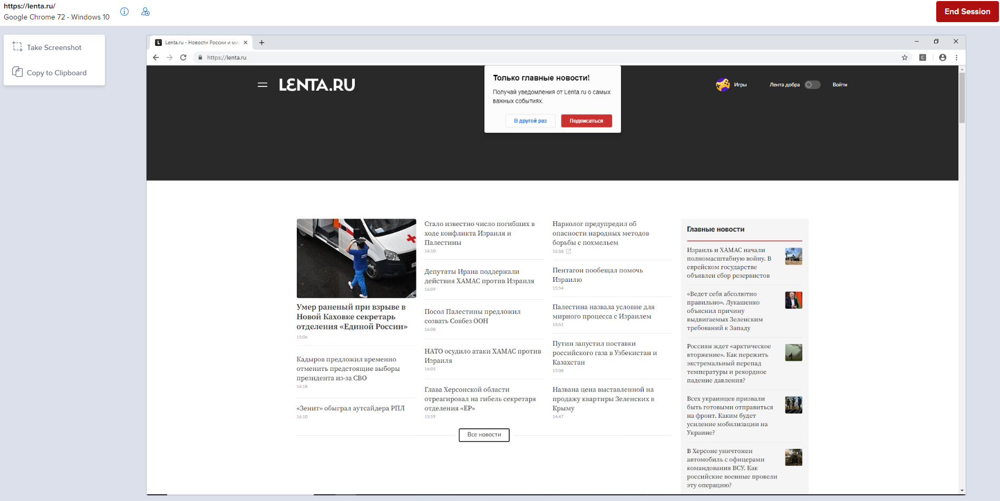 https://lenta.ru/
Google Chrome 72 - Windows 10
End Session
Take Screenshot
Copy to Clipboard
Lenta.ru - Новости России и ми
https://lenta.ru
LENTA.RU
Только главные новости!
Получай уведомления от Lenta.ru о самых
важных событиях.
В другой раз
Подписаться
Игры
Лента добра
Войти
Умер раненый при взрыве в
Новой Каховке секретарь
отделения «Единой России»
15:06
Кадыров предложил временно
отменить предстоящие выборы
президента из-за СВО
16:18
«Зенит» обыграл аутсайдера РПЛ
16:10
Стало известно число погибших в
ходе конфликта Израиля и
Палестины
16:10
Депутаты Ирана поддержали
действия ХАМАС против Израиля
16:09
Посол Палестины предложил
созвать Совбез ООН
16:08
НАТО осудило атаки ХАМАС против
Израиля
16:05
Глава Херсонской области
отреагировал на гибель секретаря
отделения «ЕР»
15:59
Нарколог предупредил об
опасности народных методов
борьбы с похмельем
15:58
Пентагон пообещал помочь
Израилю
15:54
Палестина назвала условие для
мирного процесса с Израилем
15:51
Путин запустил поставки
российского газа в Узбекистан и
Казахстан
15:08
Названа цена выставленной на
продажу квартиры Зеленских в
Крыму
14:47
Все новости
Главные новости
Израиль и ХАМАС начали
полномасштабную войну. В
еврейском государстве
объявлен сбор резервистов
«Ведет себя абсолютно
правильно». Лукашенко
объяснил причину
выдвигаемых Зеленским
требований к Западу
Россиян ждет «арктическое
вторжение». Как пережить
экстремальный перепад
температуры и рекордное
падение давления?
Всех украинцев призвали
быть готовыми отправиться
на фронт. Каким будет
усиление мобилизации на
Украине?
В Херсоне уничтожен
автомобиль с офицерами
командования ВСУ. Как
российские военные провели
эту операцию?